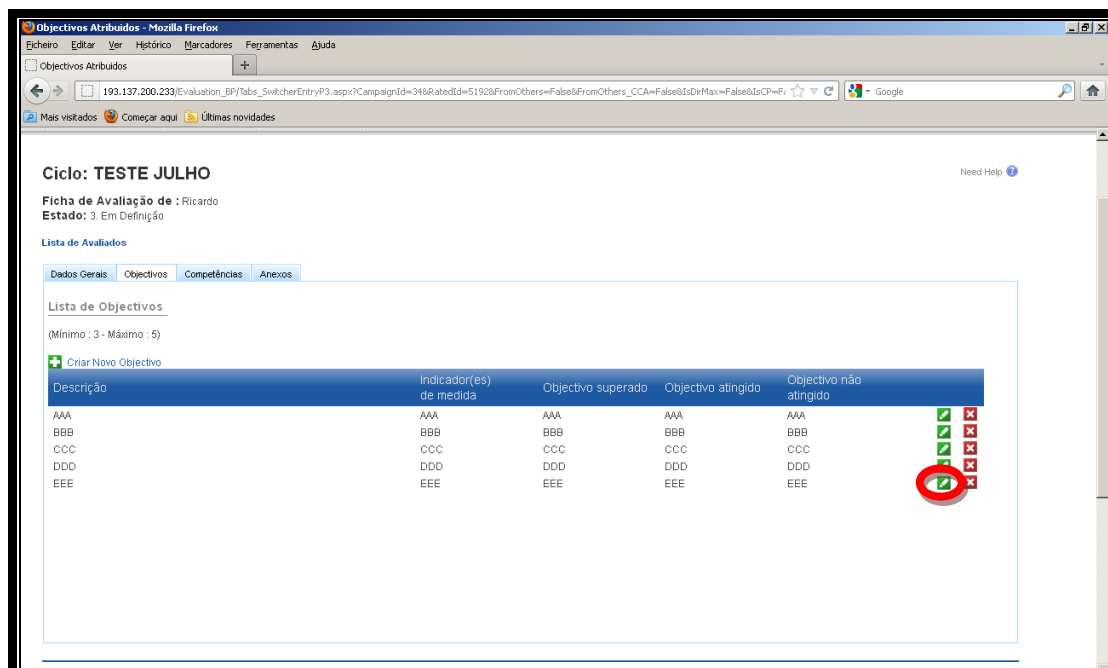 Objectivos Atribuidos - Mozilla Firefox
Ficheiro Editar Ver Histórico Marcadores Ferramentas Ajuda
Objectivos Atribuidos +
193.137.200.233/Evaluation_BP/Tabs_SwitcherEntryP3.aspx?CampaignId=34&RatedId=5192&FromOthers=False&FromOthers_CCA=False&IsDirMax=False&IsCP=Fa Google
Mais visitados Começar aqui Últimas novidades
Ciclo: TESTE JULHO
Need Help ?
Ficha de Avaliação de : Ricardo
Estado: 3. Em Definição
Lista de Avaliados
Dados Gerais Objectivos Competências Anexos
Lista de Objectivos
(Mínimo : 3 - Máximo : 5)
Criar Novo Objectivo
Descrição Indicador(es) de medida Objectivo superado Objectivo atingido Objectivo não atingido
AAA AAA AAA AAA AAA
BBB BBB BBB BBB BBB
CCC CCC CCC CCC CCC
DDD DDD DDD DDD DDD
EEE EEE EEE EEE EEE